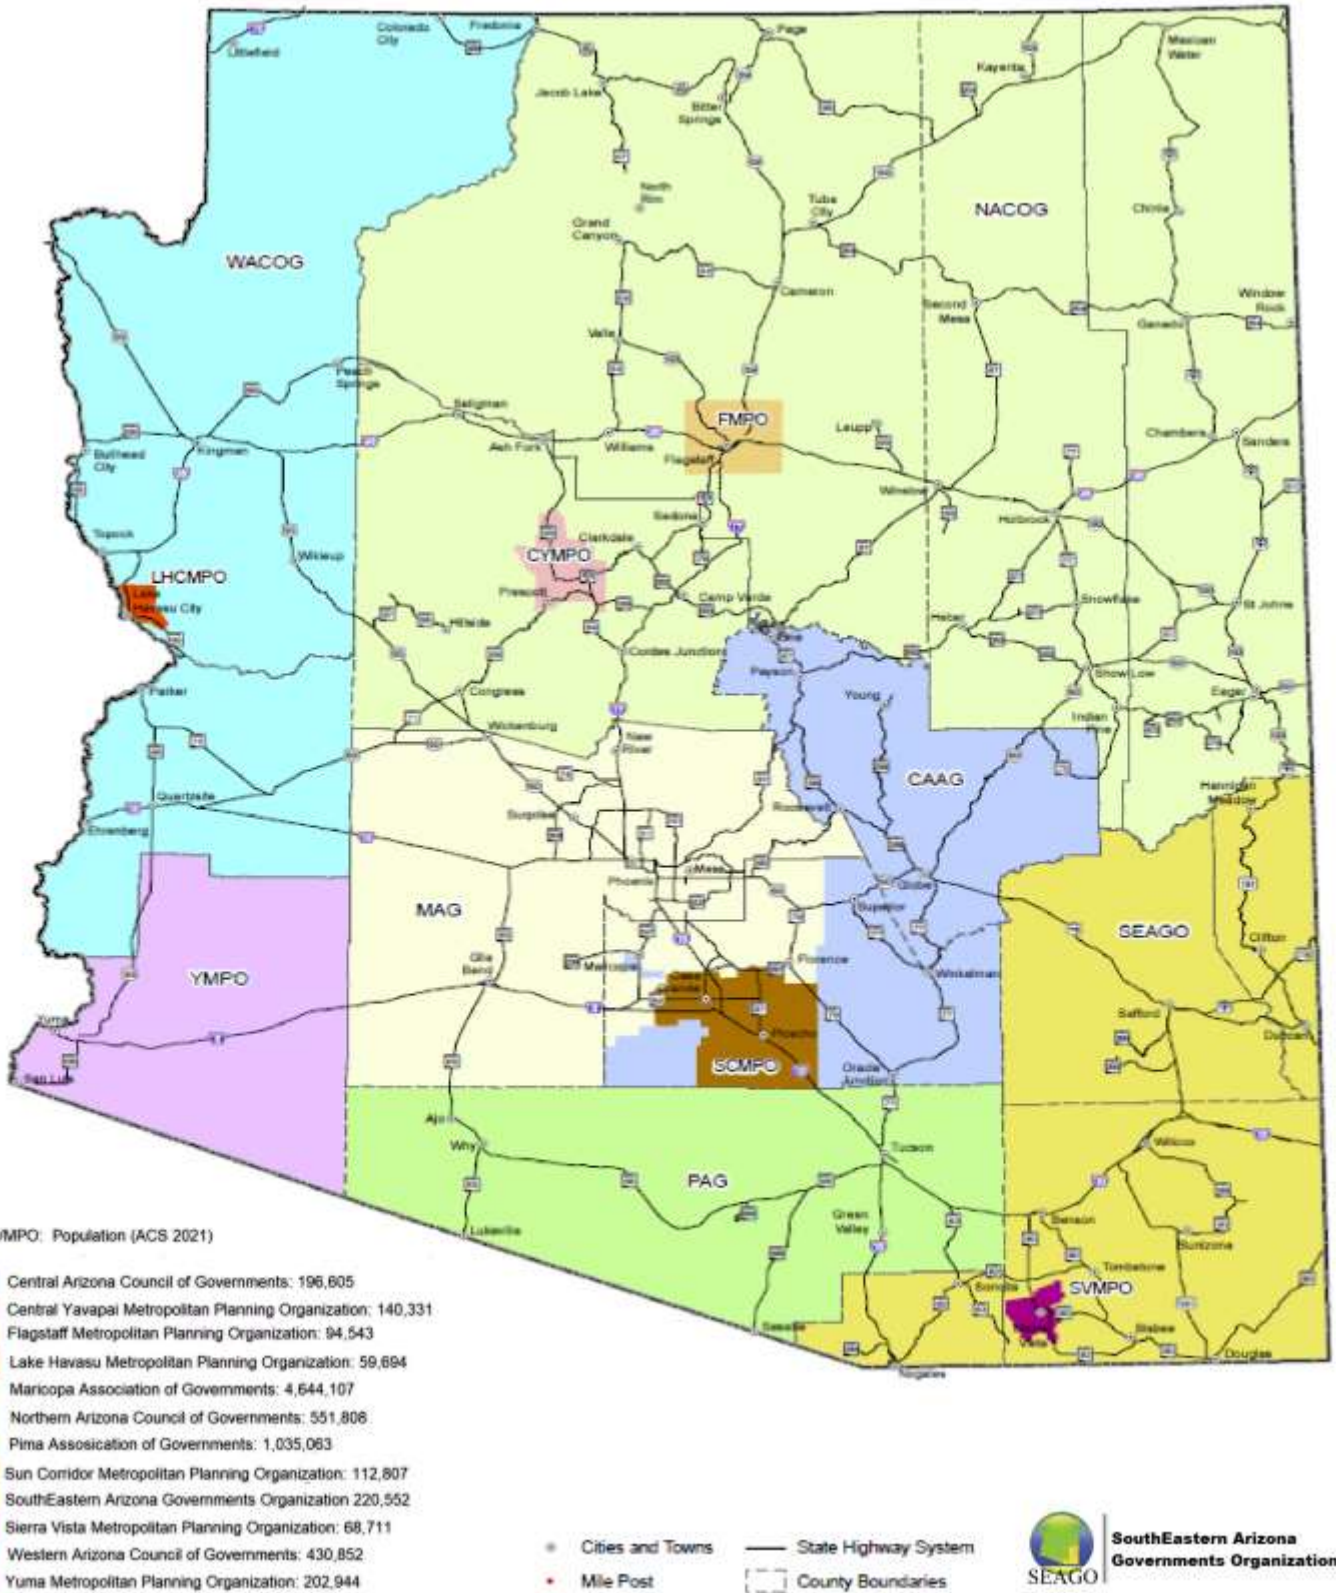 Littlefield
Colorado
City
Fredonia
Page
Mexican
Water
Kayenta
Jacob Lake
Bitter
Springs
North
Rim
Tuba
City
NACOG
Chinle
Grand
Canyon
WACOG
Cameron
Second
Mesa
Window
Rock
Ganado
Valle
Peach
Springs
Seligman
FMPO
Ash Fork
Williams
Flagstaff
Leupp
Chambers
Sanders
Bullhead
City
Kingman
Winslow
Holbrook
Sedona
Topock
Wikieup
CYMPO
Clarkdale
LHCMPO
Lake
Havasu City
Prescott
Camp Verde
Snowflake
St Johns
Hillside
Heber
Cordes Junction
Pine
Payson
Show Low
Parker
Congress
Young
Eager
Indian
Pine
Wickenburg
New
River
CAAG
Hannigan
Meadow
Quartzsite
Roosevelt
Surprise
Ehrenberg
Phoenix
Mesa
Globe
Superior
MAG
SEAGO
Clifton
YMPO
Gila
Bend
Maricopa
Florence
Winkelman
Casa
Grande
Safford
Yuma
Picacho
Duncan
SCMPO
San Luis
Oracle
Junction
Ajo
Why
Tucson
Willcox
PAG
Lukeville
Green
Valley
Benson
Sunizona
Tombstone
Sonoita
SVMPO
Sasabe
Vista
Bisbee
Douglas
Nogales
/MPO: Population (ACS 2021)
Central Arizona Council of Governments: 196,605
Central Yavapai Metropolitan Planning Organization: 140,331
Flagstaff Metropolitan Planning Organization: 94,543
Lake Havasu Metropolitan Planning Organization: 59,694
Maricopa Association of Governments: 4,644,107
Northern Arizona Council of Governments: 551,806
Pima Assosication of Governments: 1,035,063
Sun Corridor Metropolitan Planning Organization: 112,807
SouthEastern Arizona Governments Organization 220,552
Sierra Vista Metropolitan Planning Organization: 68,711
Western Arizona Council of Governments: 430,852
Yuma Metropolitan Planning Organization: 202,944
Cities and Towns
State Highway System
Mile Post
County Boundaries
SEAGO
SouthEastern Arizona
Governments Organization